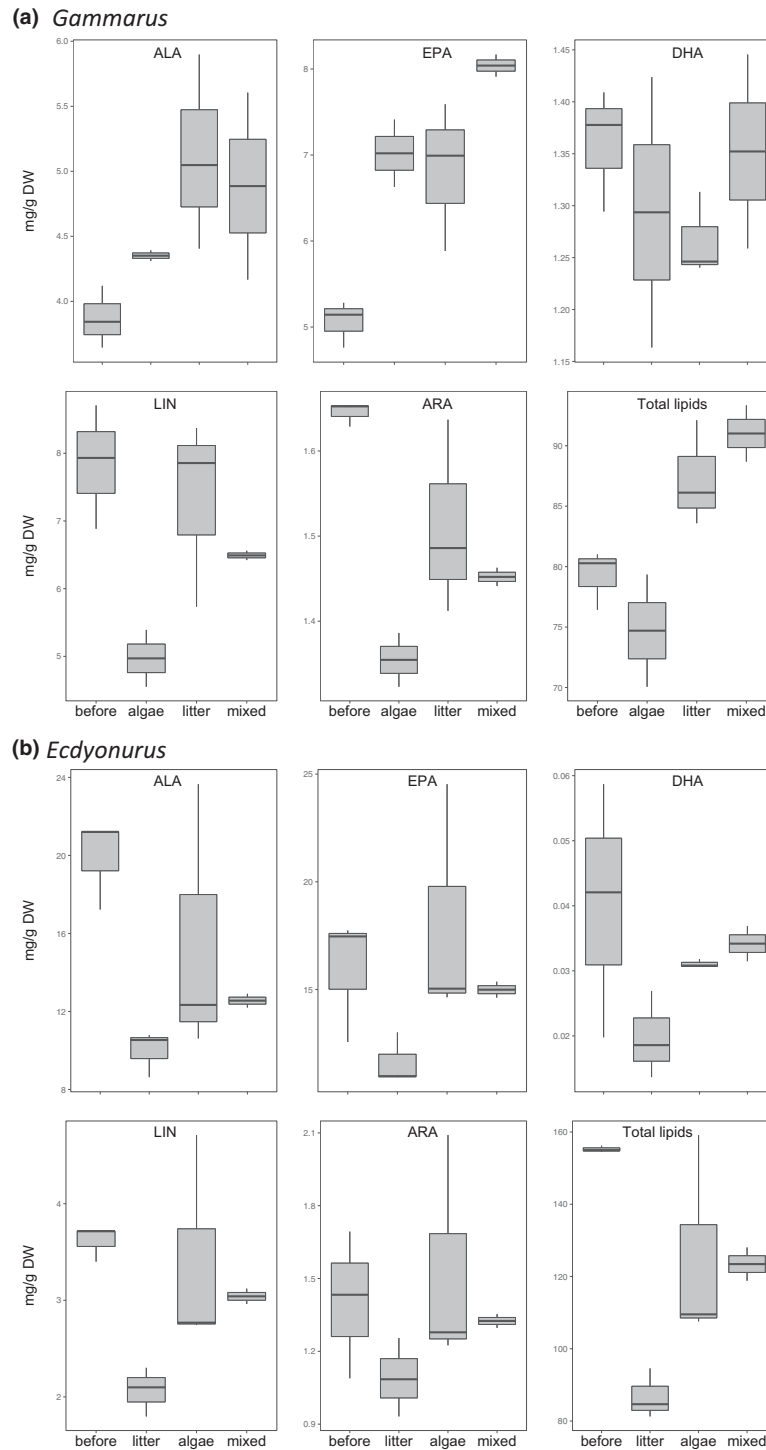 (a) Gammarus
ALA
EPA
DHA
mg/g DW
6.0
5.5
5.0
4.5
4.0
8
7
6
5
1.45
1.40
1.35
1.30
1.25
1.20
1.15
LIN
ARA
Total lipids
mg/g DW
8
7
6
5
1.6
1.5
1.4
90
85
80
75
70
before algae litter mixed
before algae litter mixed
before algae litter mixed
(b) Ecdyonurus
ALA
EPA
DHA
mg/g DW
24
20
16
12
8
25
20
15
0.06
0.05
0.04
0.03
0.02
LIN
ARA
Total lipids
mg/g DW
4
3
2
2.1
1.8
1.5
1.2
0.9
160
140
120
100
80
before litter algae mixed
before litter algae mixed
before litter algae mixed